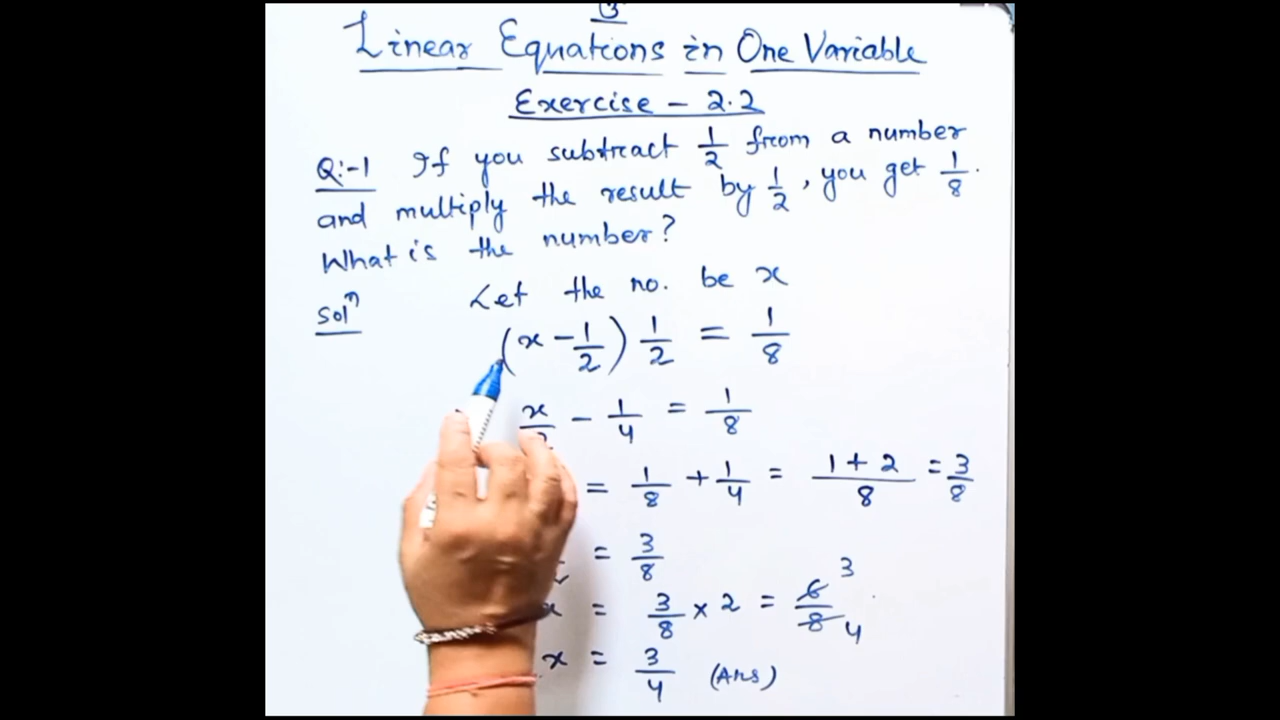 3
Linear Equations in One Variable
Exercise - 2.2
Q:-1 If you subtract 1/2 from a number
and multiply the result by 1/2, you get 1/8.
What is the number?
Solⁿ Let the no. be x
(x - 1/2) 1/2 = 1/8
x/2 - 1/4 = 1/8
= 1/8 + 1/4 = (1+2)/8 = 3/8
= 3/8
x = 3/8 × 2 = 6/8 3 4
x = 3/4 (Ans)